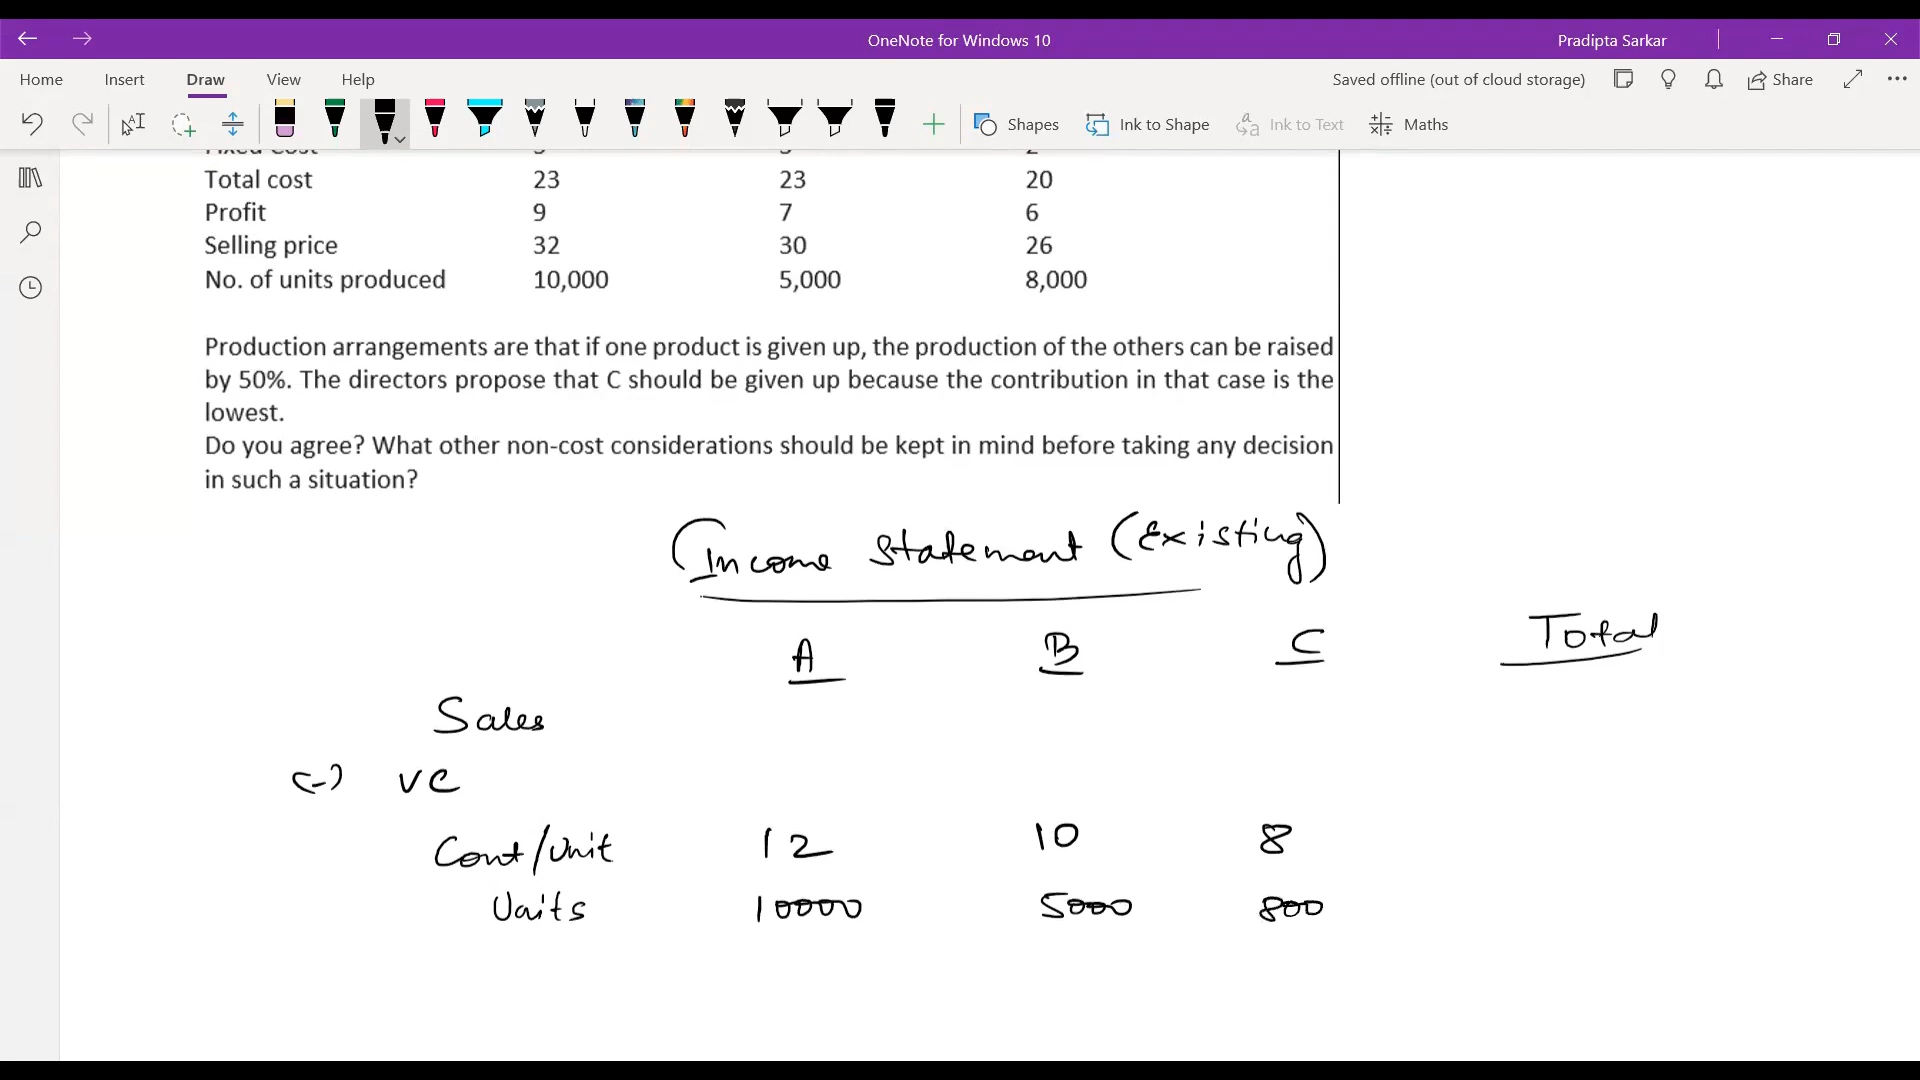 OneNote for Windows 10
Pradipta Sarkar
Home Insert Draw View Help
Saved offline (out of cloud storage)
Share
Shapes Ink to Shape Ink to Text Maths
Fixed Cost
Total cost 23 23 20
Profit 9 7 6
Selling price 32 30 26
No. of units produced 10,000 5,000 8,000
Production arrangements are that if one product is given up, the production of the others can be raised
by 50%. The directors propose that C should be given up because the contribution in that case is the
lowest.
Do you agree? What other non-cost considerations should be kept in mind before taking any decision
in such a situation?
Income Statement (Existing)
A B C Total
Sales
(-) VC
Cont/Unit 12 10 8
Units 10000 5000 800